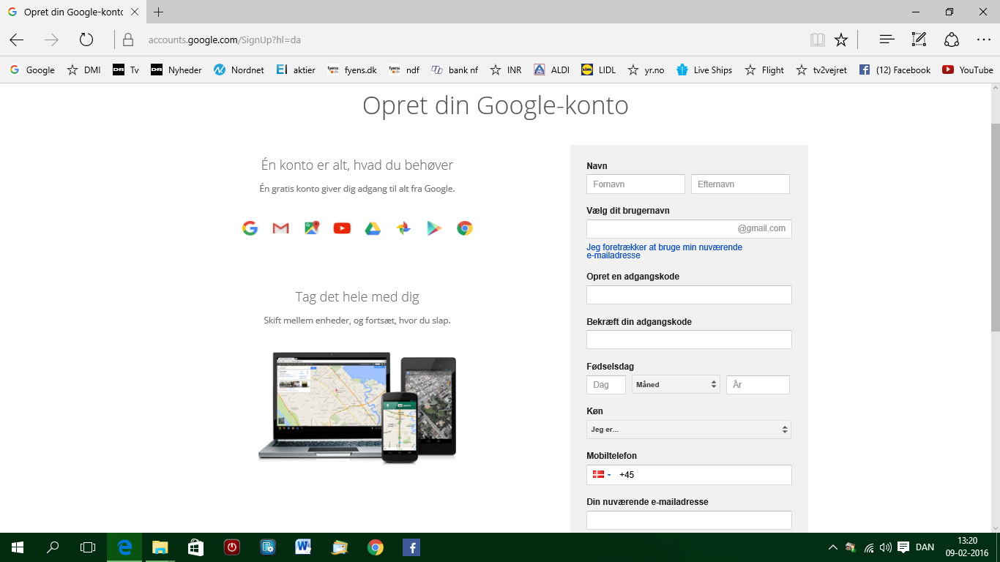 Opret din Google-konto
accounts.google.com/SignUp?hl=da
Google DMI DR Tv DR Nyheder Nordnet EI aktier fyens.dk fyens.dk ndf bank nf INR ALDI LIDL yr.no Live Ships Flight tv2vejret (12) Facebook YouTube
Opret din Google-konto
Én konto er alt, hvad du behøver
Én gratis konto giver dig adgang til alt fra Google.
Tag det hele med dig
Skift mellem enheder, og fortsæt, hvor du slap.
Navn
Fornavn Efternavn
Vælg dit brugernavn
@gmail.com
Jeg foretrækker at bruge min nuværende
e-mailadresse
Opret en adgangskode
Bekræft din adgangskode
Fødselsdag
Dag Måned År
Køn
Jeg er...
Mobiltelefon
+45
Din nuværende e-mailadresse
DAN
13:20
09-02-2016